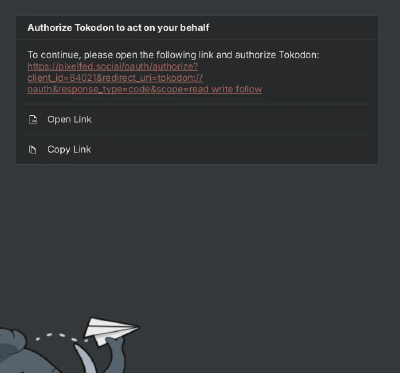 Authorize Tokodon to act on your behalf
To continue, please open the following link and authorize Tokodon:
https://pixelfed.social/oauth/authorize?
client_id=84021&redirect_uri=tokodon://
oauth&response_type=code&scope=read write follow
Open Link
Copy Link